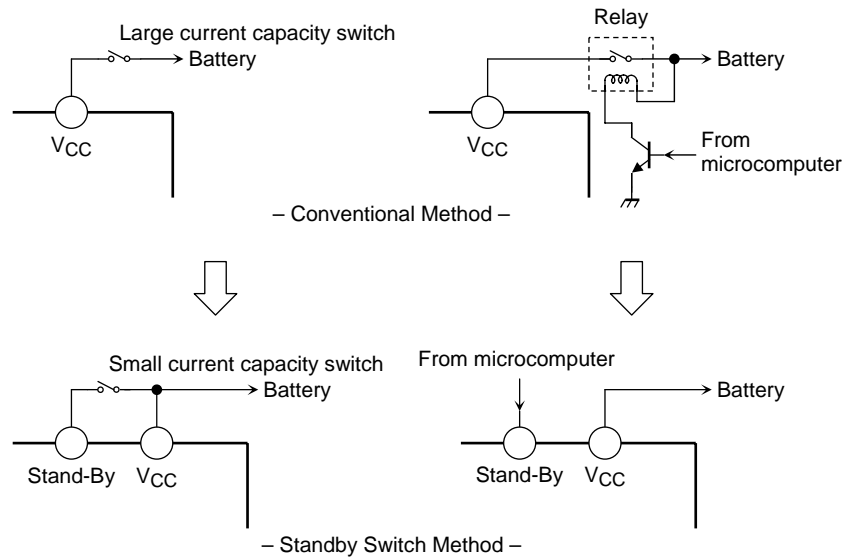 Large current capacity switch
Battery
VCC
Relay
Battery
VCC
From
microcomputer
– Conventional Method –
Small current capacity switch
Battery
Stand-By
VCC
From microcomputer
Battery
Stand-By
VCC
– Standby Switch Method –